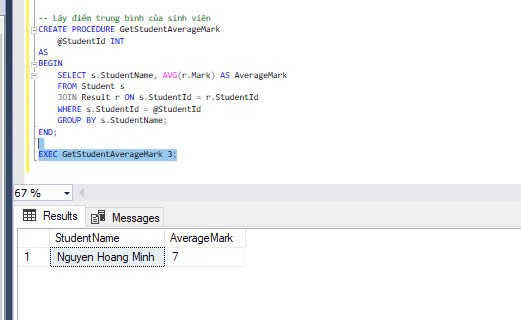 -- Lấy điểm trung bình của sinh viên
CREATE PROCEDURE GetStudentAverageMark
@StudentId INT
AS
BEGIN
SELECT s.StudentName, AVG(r.Mark) AS AverageMark
FROM Student s
JOIN Result r ON s.StudentId = r.StudentId
WHERE s.StudentId = @StudentId
GROUP BY s.StudentName;
END;
EXEC GetStudentAverageMark 3;
67 %
Results Messages
StudentName AverageMark
1 Nguyen Hoang Minh 7